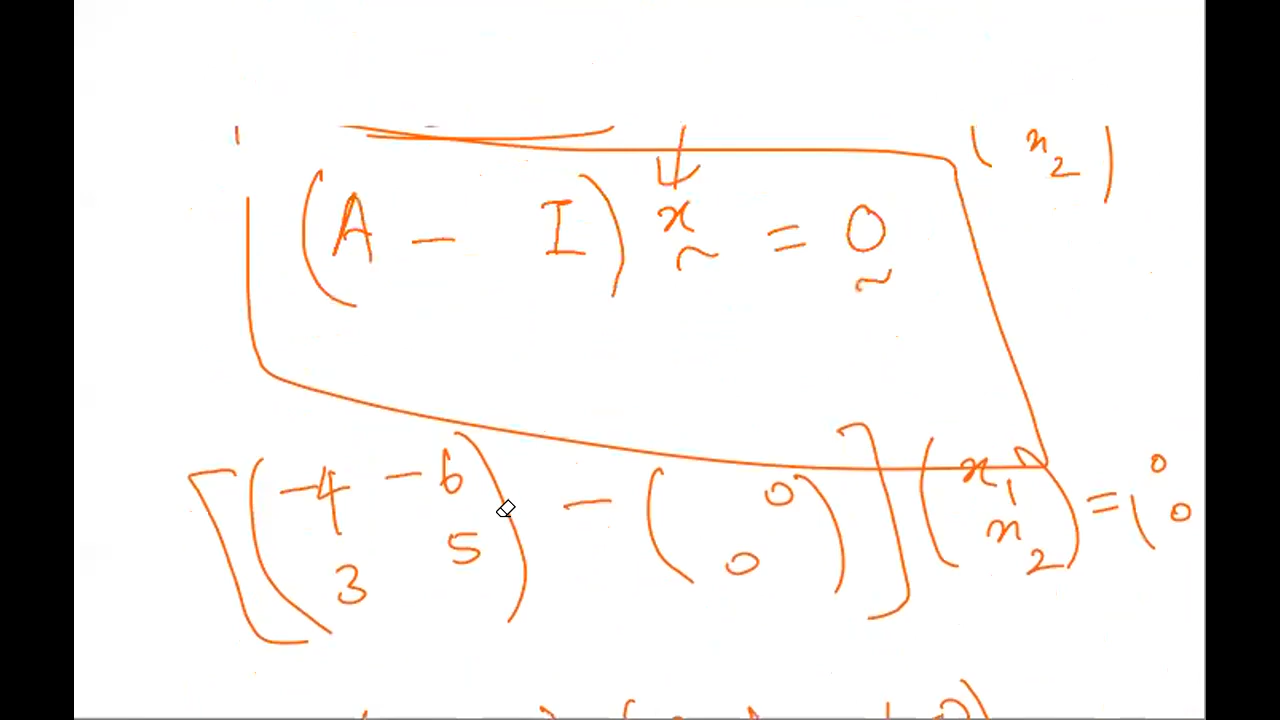 ( x₂ )
(A − I) x̰ = 0̰
[(−4 −6) − ( 0)] (x₁) = ( 0
3 5 0 x₂ 0